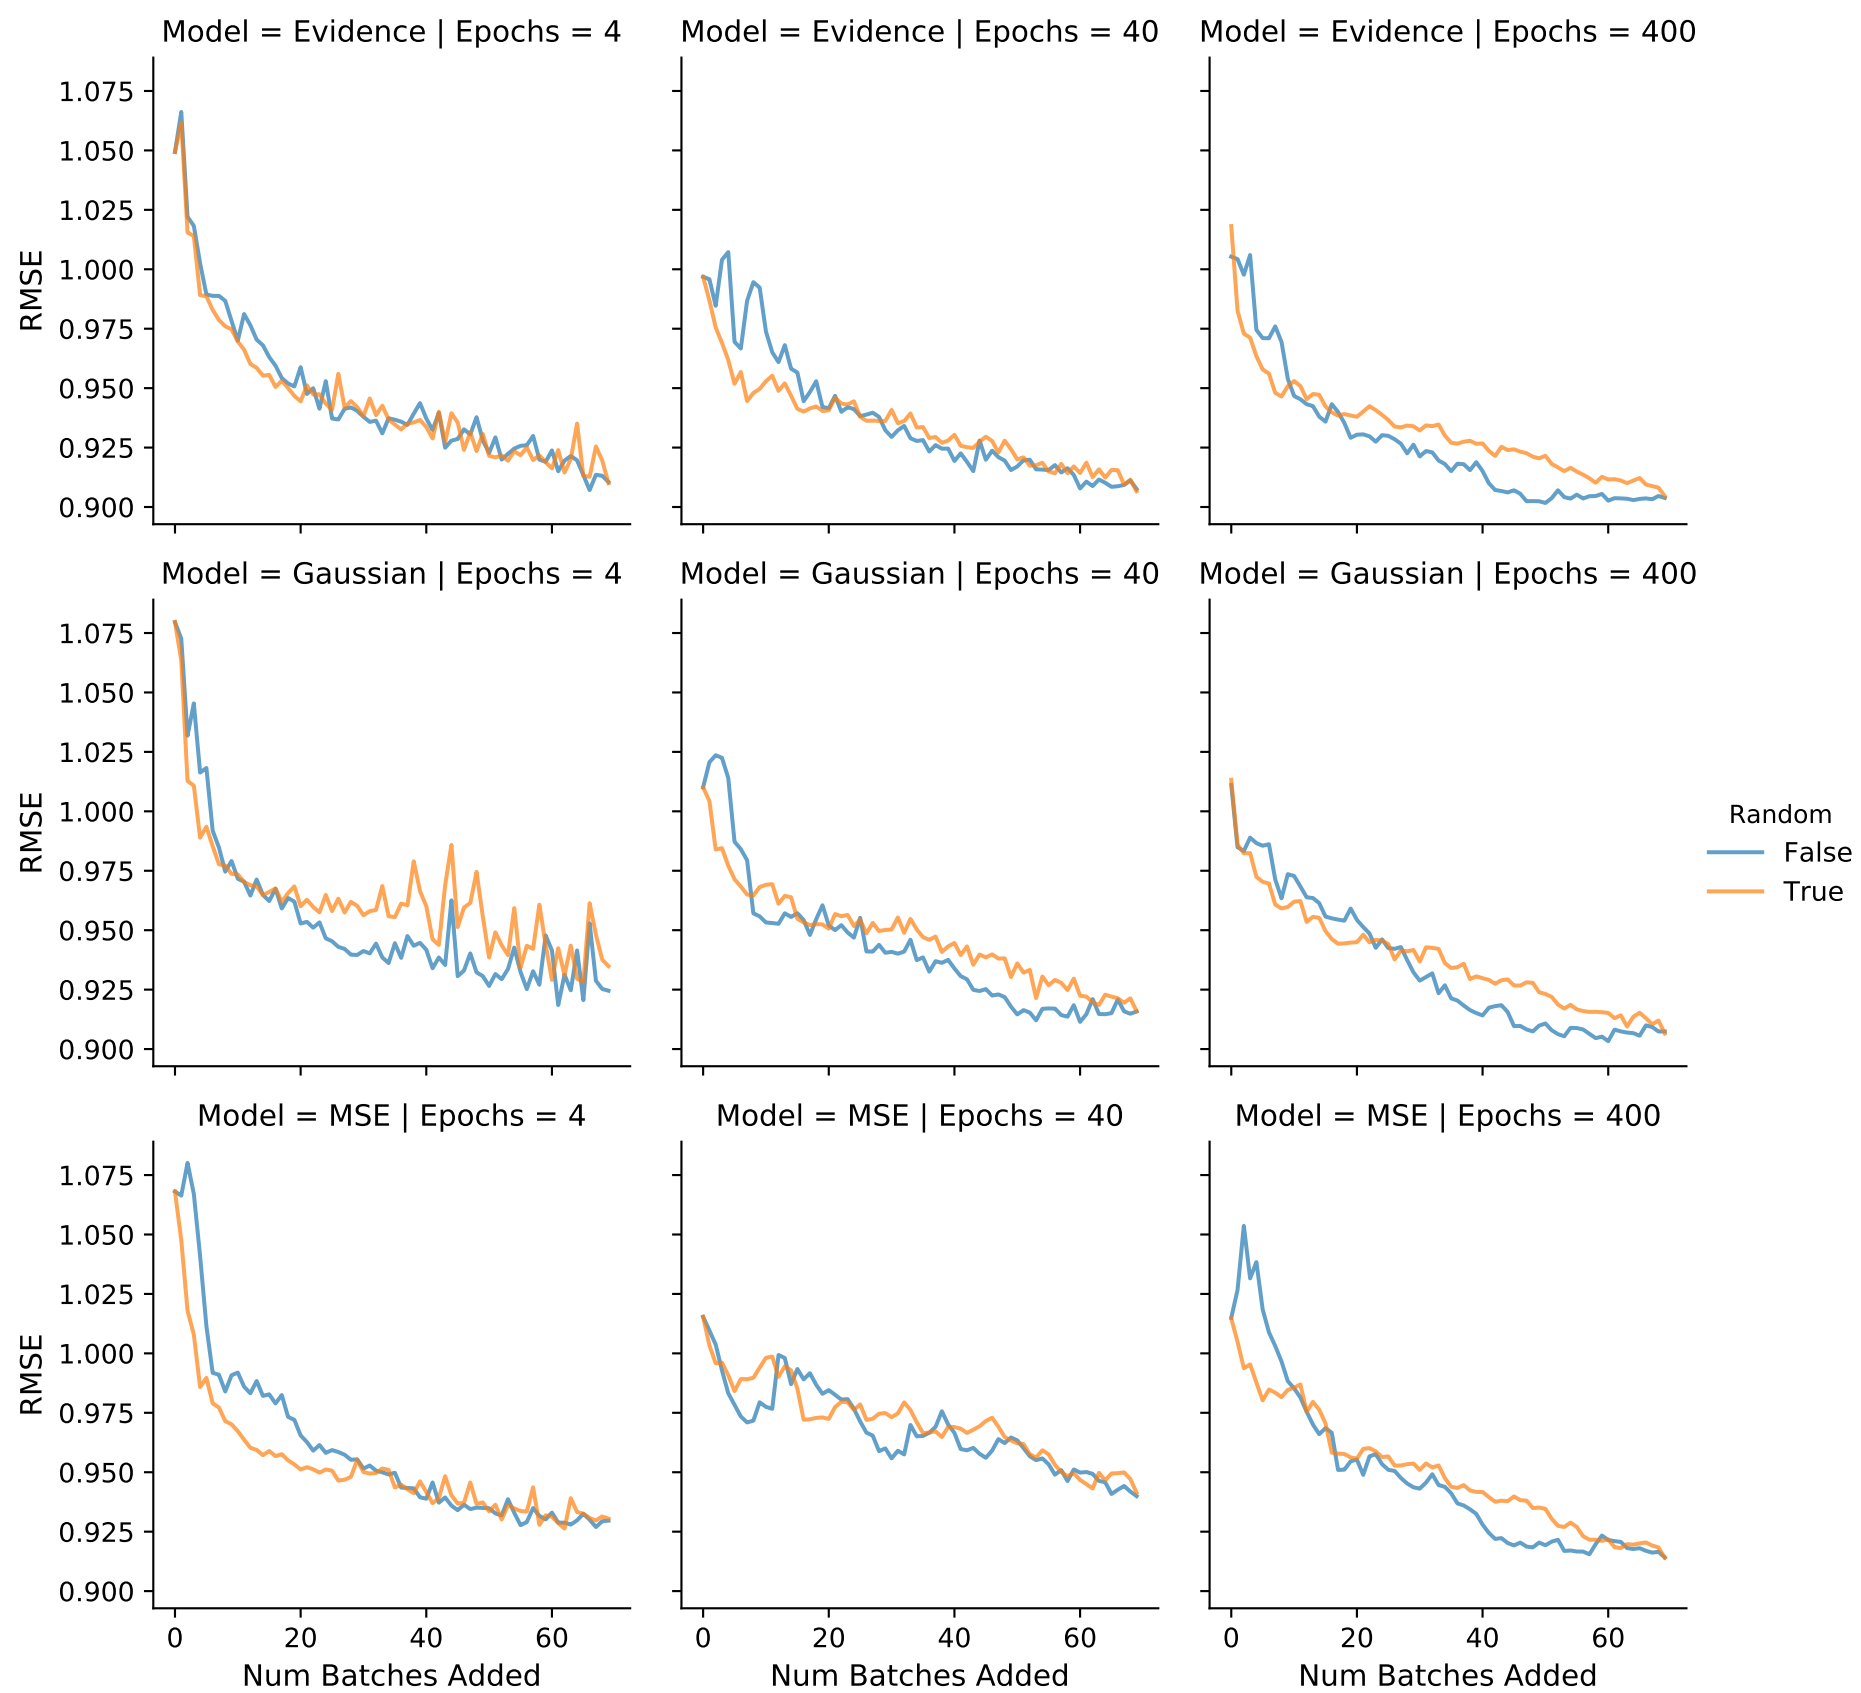 Model = Evidence | Epochs = 4
Model = Evidence | Epochs = 40
Model = Evidence | Epochs = 400
1.075
1.050
1.025
1.000
0.975
0.950
0.925
0.900
RMSE
Model = Gaussian | Epochs = 4
Model = Gaussian | Epochs = 40
Model = Gaussian | Epochs = 400
1.075
1.050
1.025
1.000
0.975
0.950
0.925
0.900
RMSE
Random
False
True
Model = MSE | Epochs = 4
Model = MSE | Epochs = 40
Model = MSE | Epochs = 400
1.075
1.050
1.025
1.000
0.975
0.950
0.925
0.900
RMSE
0 20 40 60
0 20 40 60
0 20 40 60
Num Batches Added
Num Batches Added
Num Batches Added